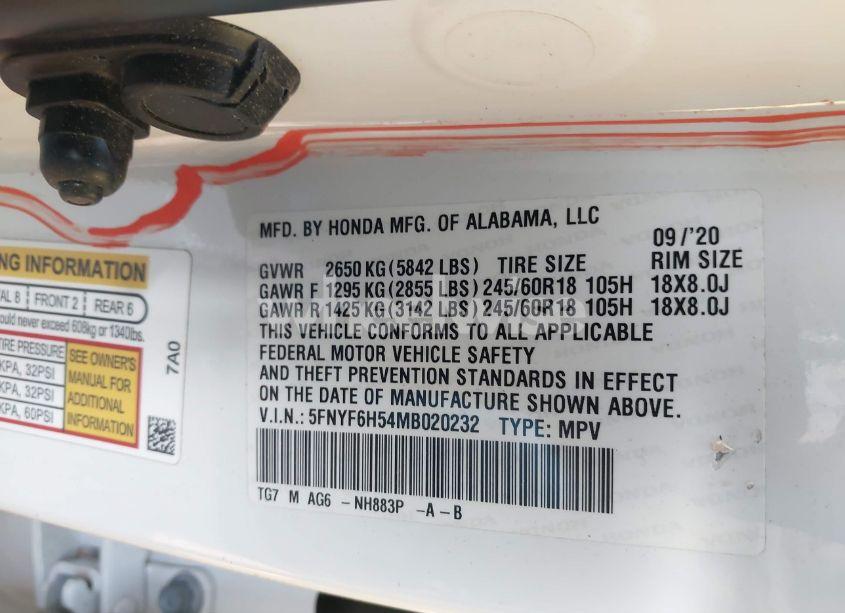 MFD. BY HONDA MFG. OF ALABAMA, LLC
09/'20
GVWR 2650 KG (5842 LBS) TIRE SIZE RIM SIZE
GAWR F 1295 KG (2855 LBS) 245/60R18 105H 18X8.0J
GAWR R 1425 KG (3142 LBS) 245/60R18 105H 18X8.0J
THIS VEHICLE CONFORMS TO ALL APPLICABLE
FEDERAL MOTOR VEHICLE SAFETY
AND THEFT PREVENTION STANDARDS IN EFFECT
ON THE DATE OF MANUFACTURE SHOWN ABOVE.
V.I.N.: 5FNYF6H54MB020232 TYPE: MPV
TG7 M AG6 -NH883P -A-B
NG INFORMATION
TAL 8 FRONT 2 REAR 6
ould never exceed 608kg or 1340lbs.
TIRE PRESSURE
KPA, 32PSI
KPA, 32PSI
KPA, 60PSI
SEE OWNER'S
MANUAL FOR
ADDITIONAL
INFORMATION
7A0